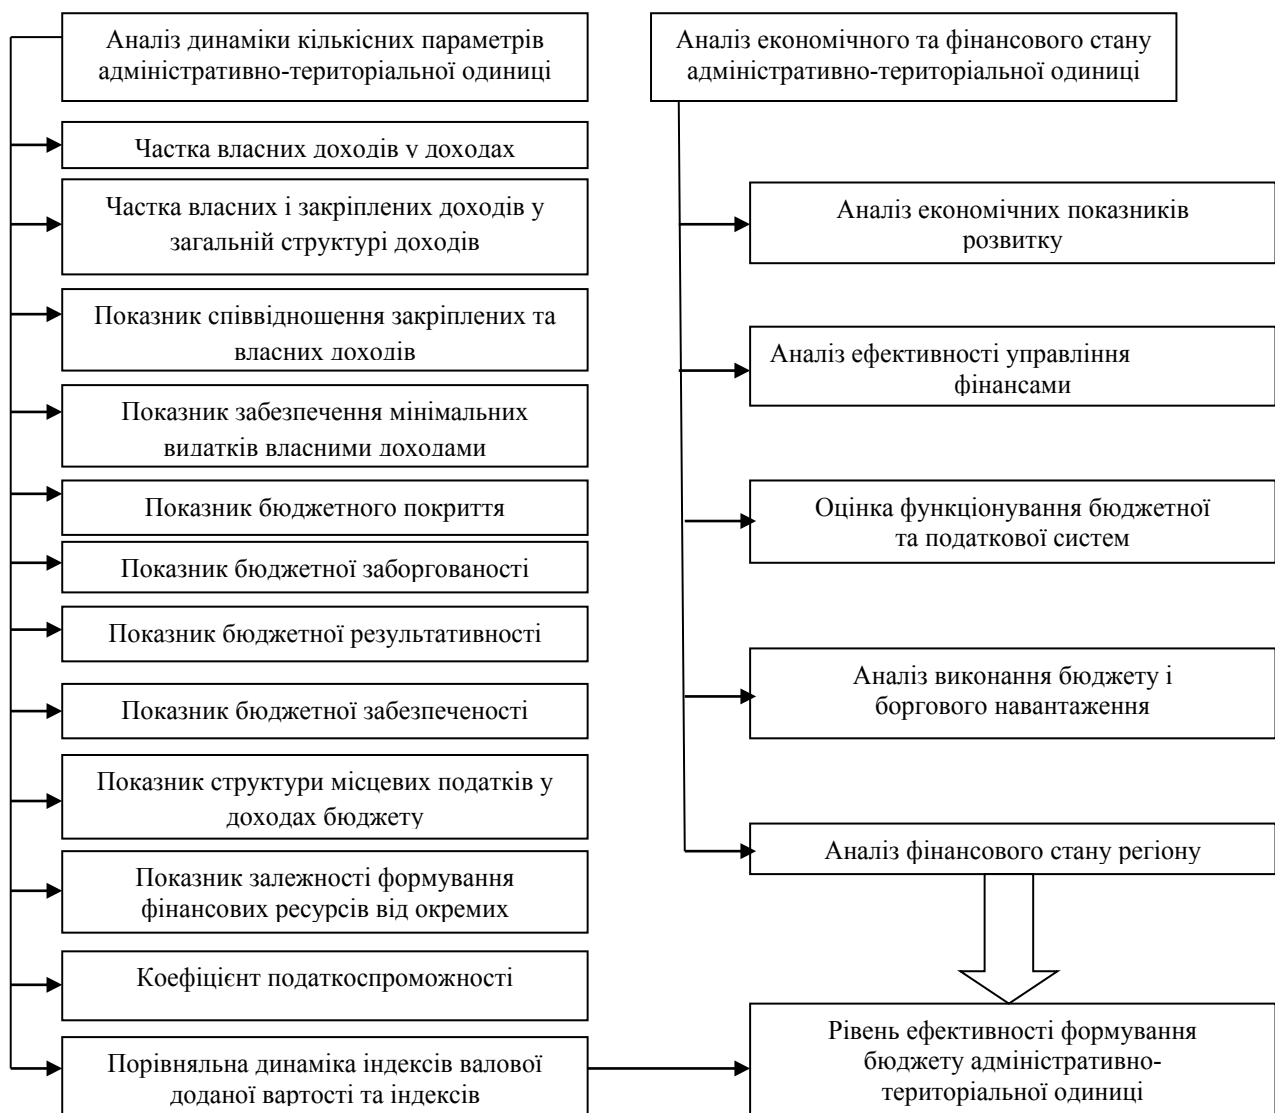 Аналіз динаміки кількісних параметрів
адміністративно-територіальної одиниці
Частка власних доходів у доходах
Частка власних і закріплених доходів у
загальній структурі доходів
Показник співвідношення закріплених та
власних доходів
Показник забезпечення мінімальних
видатків власними доходами
Показник бюджетного покриття
Показник бюджетної заборгованості
Показник бюджетної результативності
Показник бюджетної забезпеченості
Показник структури місцевих податків у
доходах бюджету
Показник залежності формування
фінансових ресурсів від окремих
Коефіцієнт податкоспроможності
Порівняльна динаміка індексів валової
доданої вартості та індексів
Аналіз економічного та фінансового стану
адміністративно-територіальної одиниці
Аналіз економічних показників
розвитку
Аналіз ефективності управління
фінансами
Оцінка функціонування бюджетної
та податкової систем
Аналіз виконання бюджету і
боргового навантаження
Аналіз фінансового стану регіону
Рівень ефективності формування
бюджету адміністративно-
територіальної одиниці